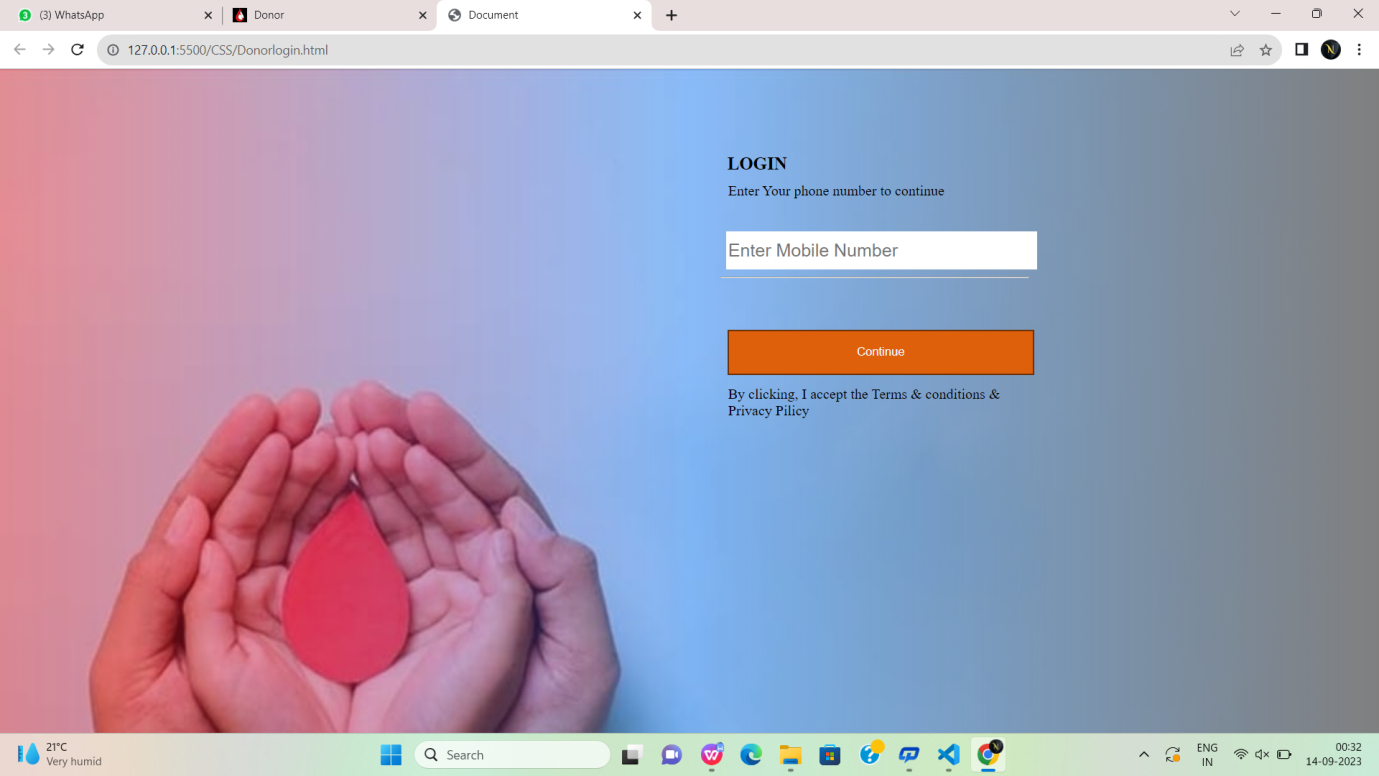 3 (3) WhatsApp
Donor
Document
127.0.0.1:5500/CSS/Donorlogin.html
LOGIN
Enter Your phone number to continue
Enter Mobile Number
Continue
By clicking, I accept the Terms & conditions &
Privacy Pilicy
21°C
Very humid
Search
ENG
IN
00:32
14-09-2023